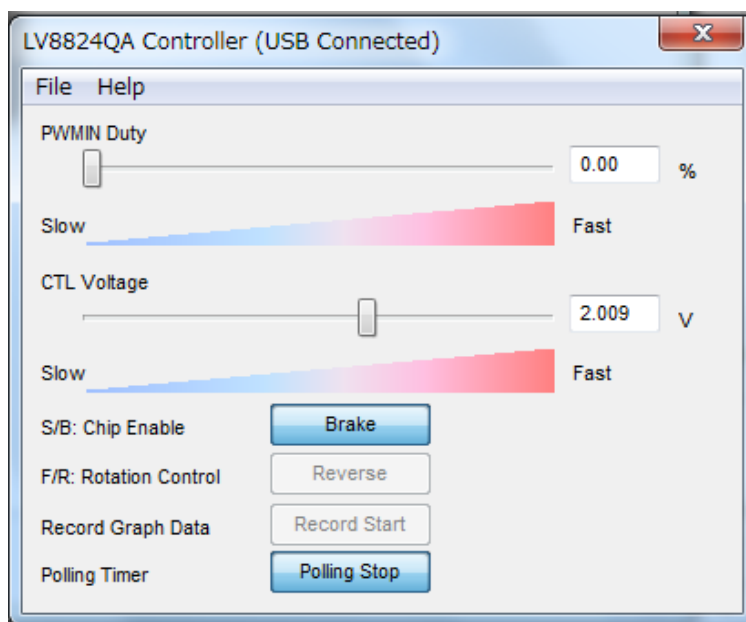 LV8824QA Controller (USB Connected)
File Help
PWMIN Duty
0.00 %
Slow Fast
CTL Voltage
2.009 V
Slow Fast
S/B: Chip Enable Brake
F/R: Rotation Control Reverse
Record Graph Data Record Start
Polling Timer Polling Stop